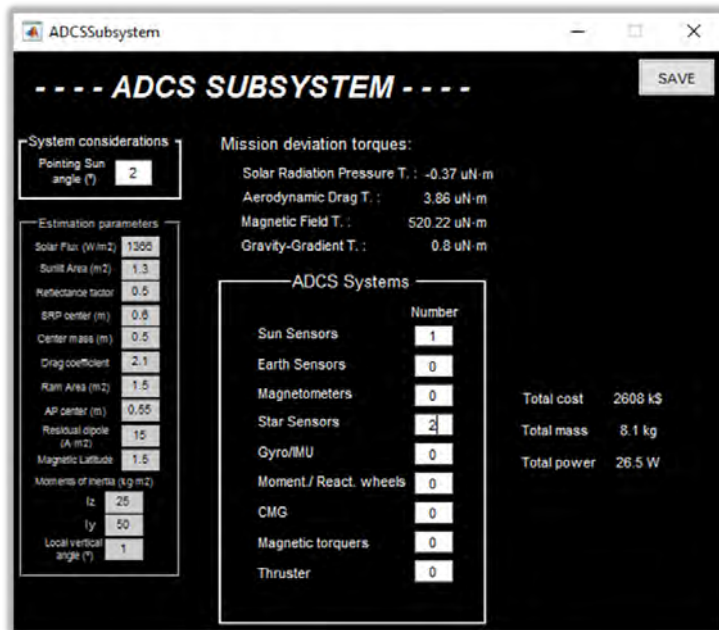 ADCSSubsystem
- - - - ADCS SUBSYSTEM - - - -
SAVE
System considerations
Pointing Sun angle (º) 2
Estimation parameters
Solar Flux (W/m2) 1366
Sunlit Area (m2) 1.3
Reflectance factor 0.5
SRP center (m) 0.6
Center mass (m) 0.5
Drag coefficient 2.1
Ram Area (m2) 1.5
AP center (m) 0.55
Residual dipole (A·m2) 15
Magnetic Latitude 1.5
Moments of inertia (kg·m2)
Iz 25
Iy 50
Local vertical angle (º) 1
Mission deviation torques:
Solar Radiation Pressure T. : -0.37 uN·m
Aerodynamic Drag T. : 3.86 uN·m
Magnetic Field T. : 520.22 uN·m
Gravity-Gradient T. : 0.8 uN·m
ADCS Systems
Number
Sun Sensors 1
Earth Sensors 0
Magnetometers 0
Star Sensors 2
Gyro/IMU 0
Moment./ React. wheels 0
CMG 0
Magnetic torquers 0
Thruster 0
Total cost 2608 k$
Total mass 8.1 kg
Total power 26.5 W